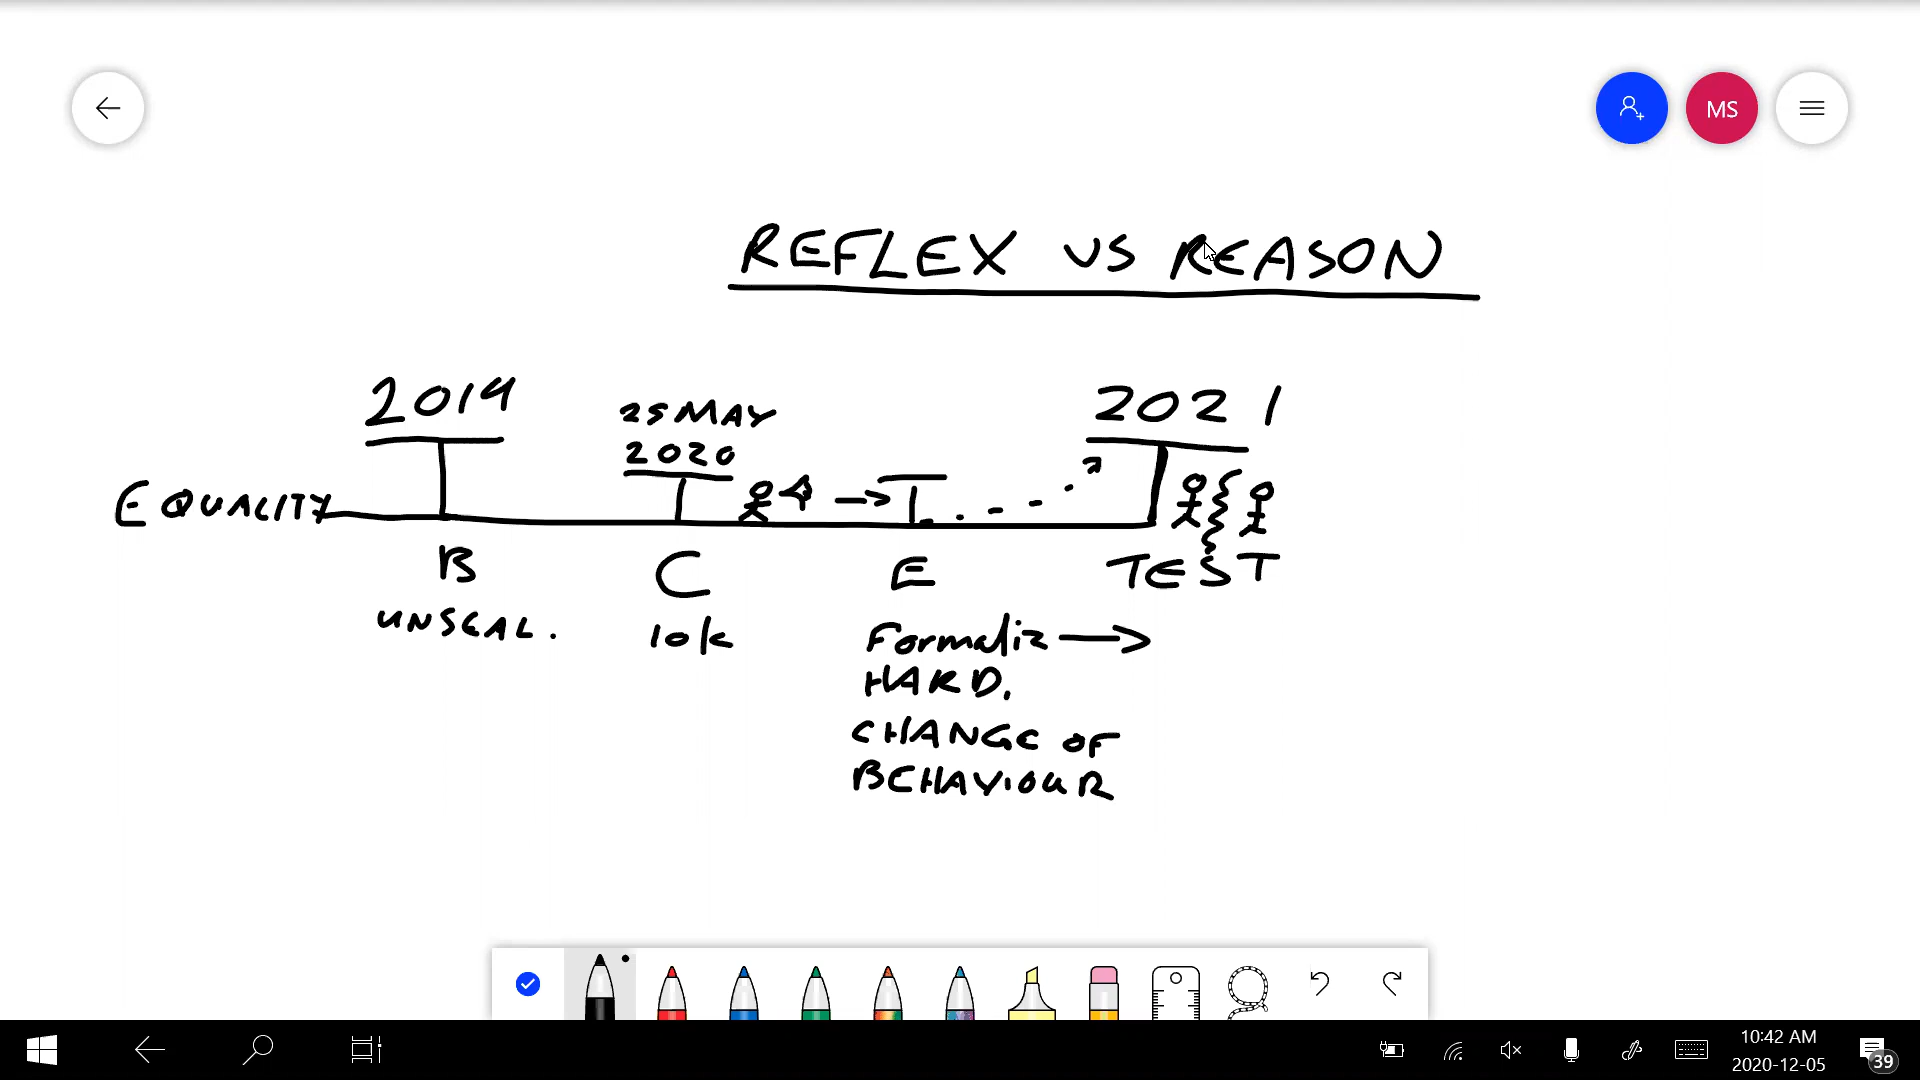 MS
REFLEX VS REASON
2014
25 MAY
2020
2021
EQUALITY
B
C
E
TEST
UNSCAL.
10k
Formaliz
HARD.
CHANGE OF
BEHAVIOUR
10:42 AM
2020-12-05
39